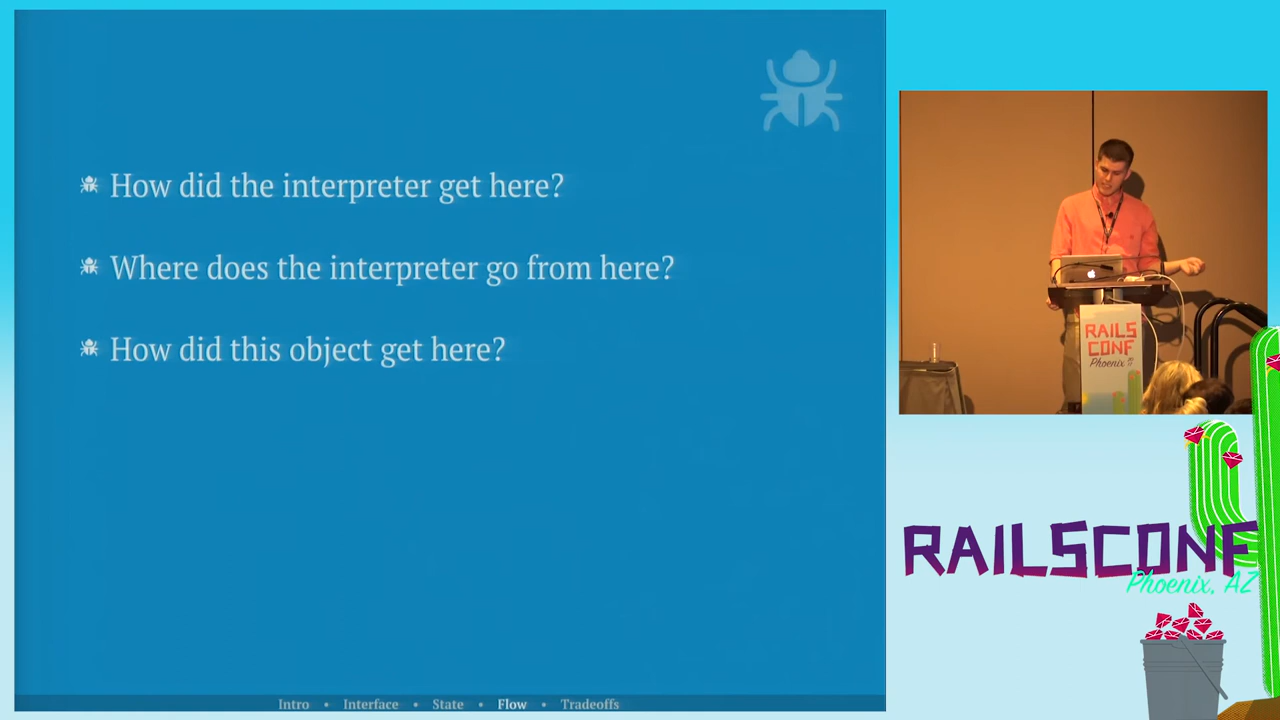 How did the interpreter get here?
Where does the interpreter go from here?
How did this object get here?
Intro • Interface • State • Flow • Tradeoffs
RAILS
CONF
Phoenix
RAILSCONF
Phoenix, AZ